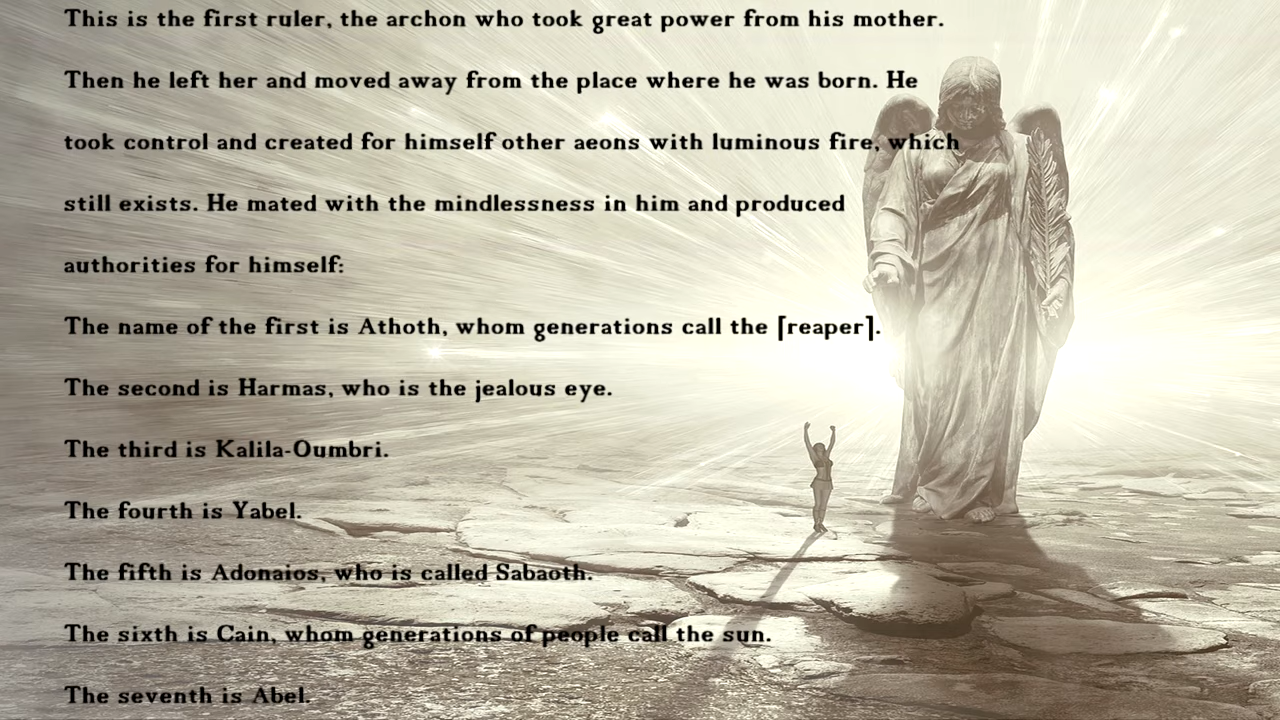 This is the first ruler, the archon who took great power from his mother.
Then he left her and moved away from the place where he was born. He
took control and created for himself other aeons with luminous fire, which
still exists. He mated with the mindlessness in him and produced
authorities for himself:
The name of the first is Athoth, whom generations call the ⌈reaper⌉.
The second is Harmas, who is the jealous eye.
The third is Kalila-Oumbri.
The fourth is Yabel.
The fifth is Adonaios, who is called Sabaoth.
The sixth is Cain, whom generations of people call the sun.
The seventh is Abel.